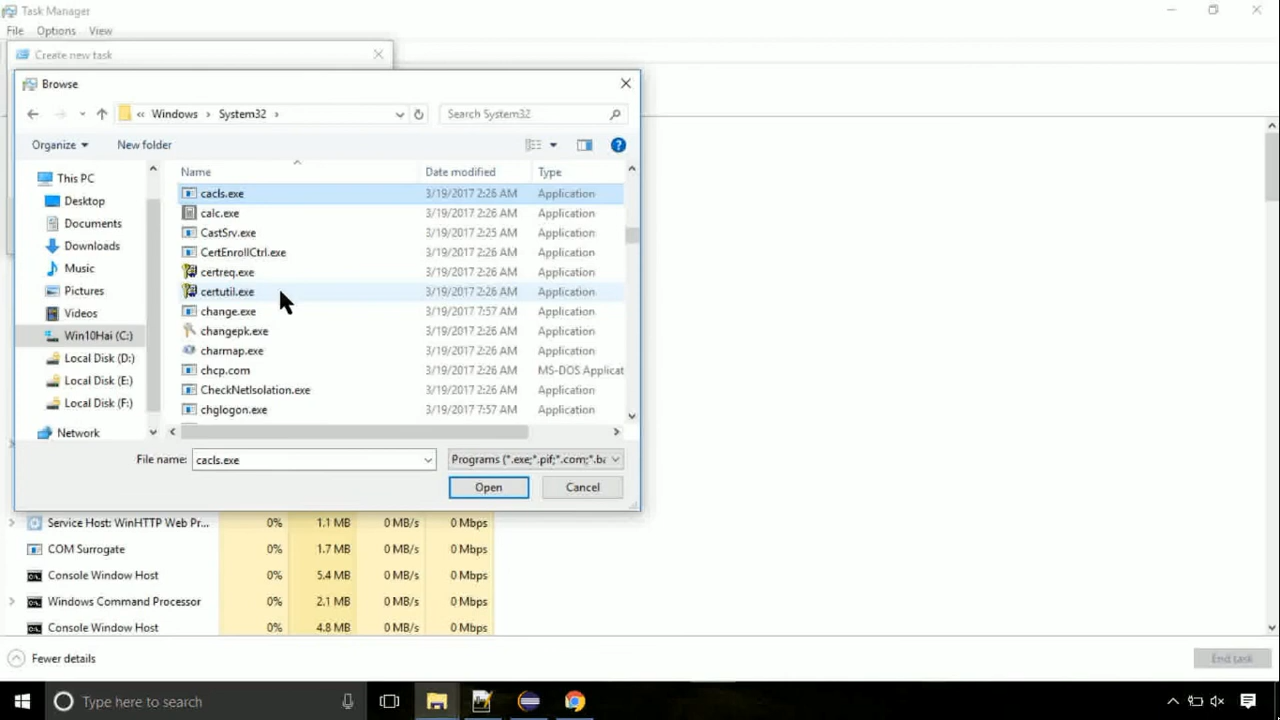 Task Manager
File Options View
Create new task
Browse
« Windows › System32 ›
Search System32
Organize
New folder
Name Date modified Type
This PC
Desktop
Documents
Downloads
Music
Pictures
Videos
Win10Hai (C:)
Local Disk (D:)
Local Disk (E:)
Local Disk (F:)
Network
cacls.exe 3/19/2017 2:26 AM Application
calc.exe 3/19/2017 2:26 AM Application
CastSrv.exe 3/19/2017 2:25 AM Application
CertEnrollCtrl.exe 3/19/2017 2:26 AM Application
certreq.exe 3/19/2017 2:26 AM Application
certutil.exe 3/19/2017 2:26 AM Application
change.exe 3/19/2017 7:57 AM Application
changepk.exe 3/19/2017 2:26 AM Application
charmap.exe 3/19/2017 2:26 AM Application
chcp.com 3/19/2017 2:26 AM MS-DOS Applicat
CheckNetIsolation.exe 3/19/2017 2:26 AM Application
chglogon.exe 3/19/2017 7:57 AM Application
File name: cacls.exe Programs (*.exe;*.pif;*.com;*.ba
Open Cancel
Service Host: WinHTTP Web Pr... 0% 1.1 MB 0 MB/s 0 Mbps
COM Surrogate 0% 1.7 MB 0 MB/s 0 Mbps
Console Window Host 0% 5.4 MB 0 MB/s 0 Mbps
Windows Command Processor 0% 2.1 MB 0 MB/s 0 Mbps
Console Window Host 0% 4.8 MB 0 MB/s 0 Mbps
Fewer details
End task
Type here to search